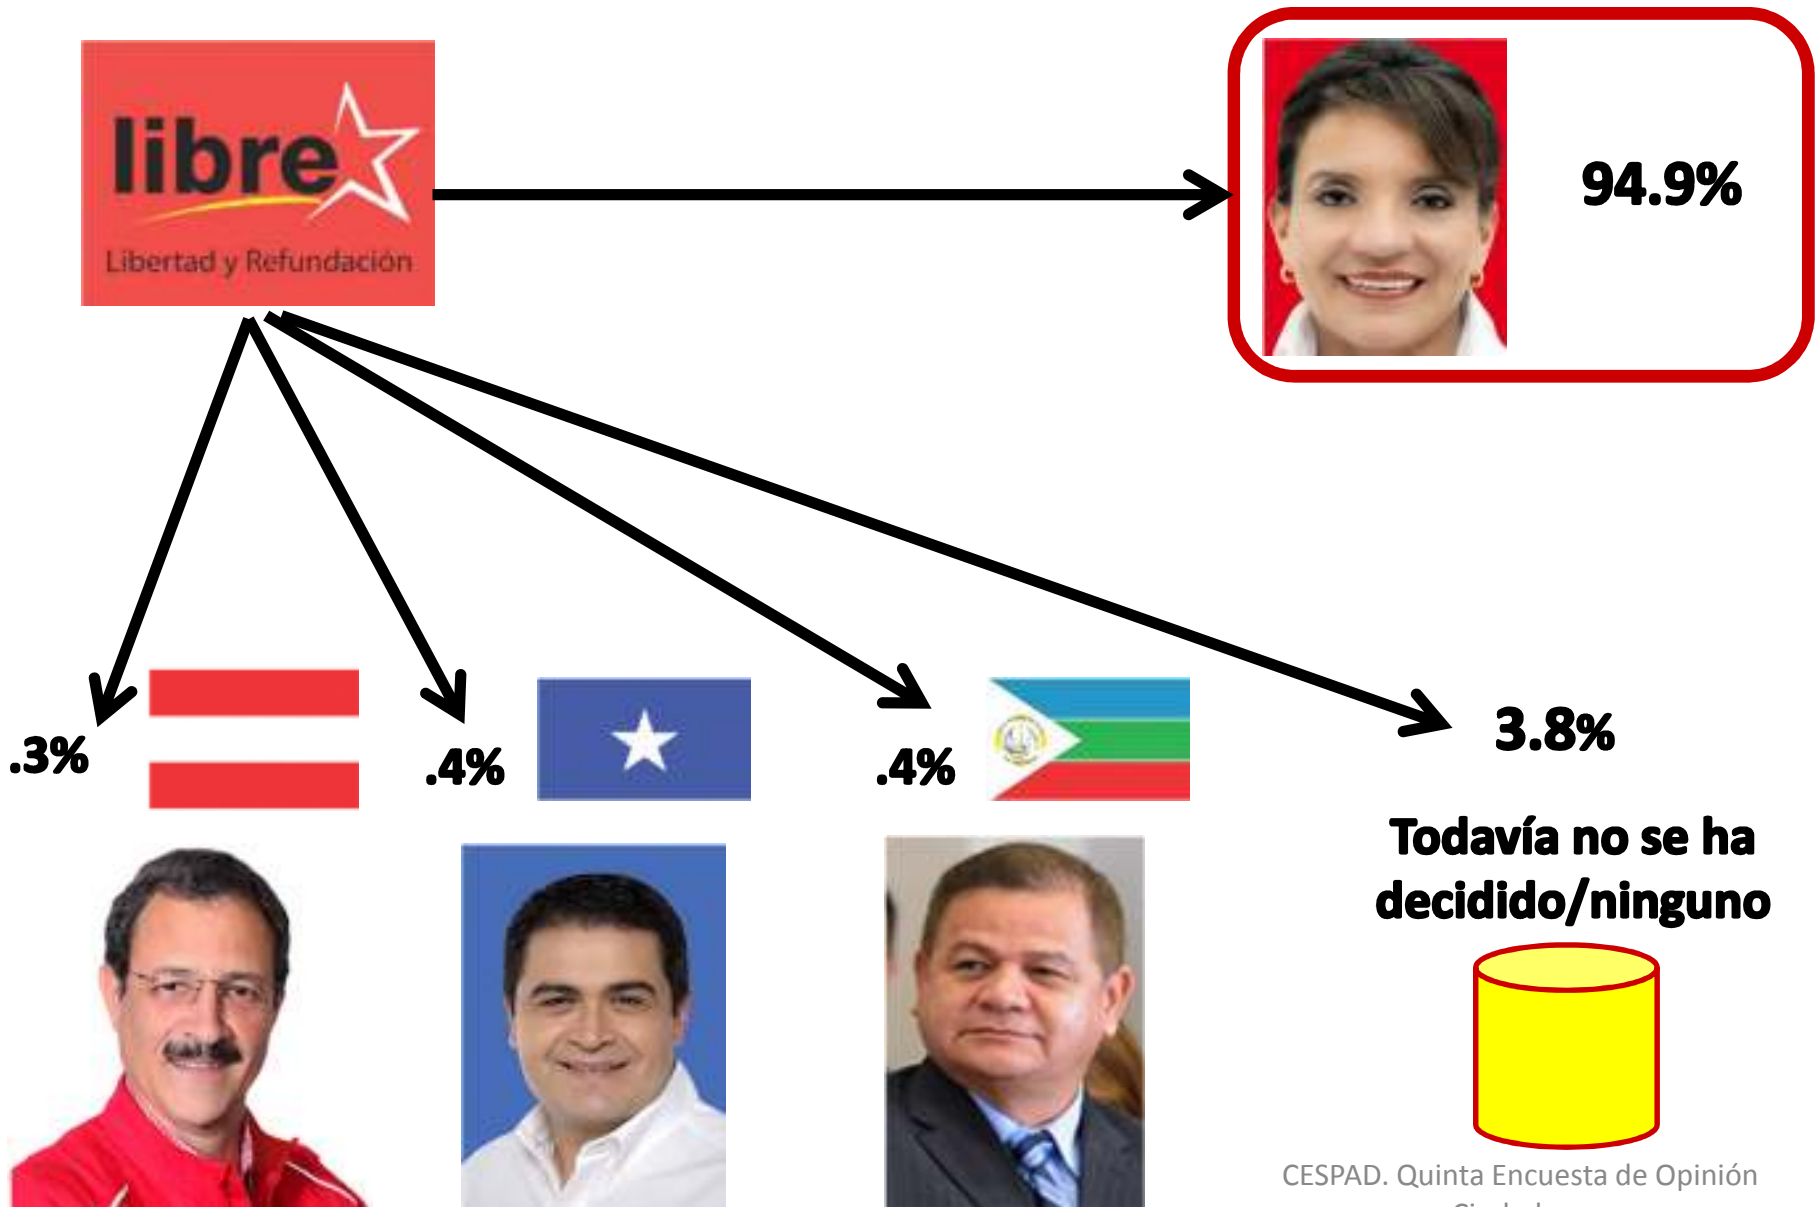 libre
Libertad y Refundación
94.9%
.3%
.4%
.4%
3.8%
Todavía no se ha
decidido/ninguno
CESPAD. Quinta Encuesta de Opinión